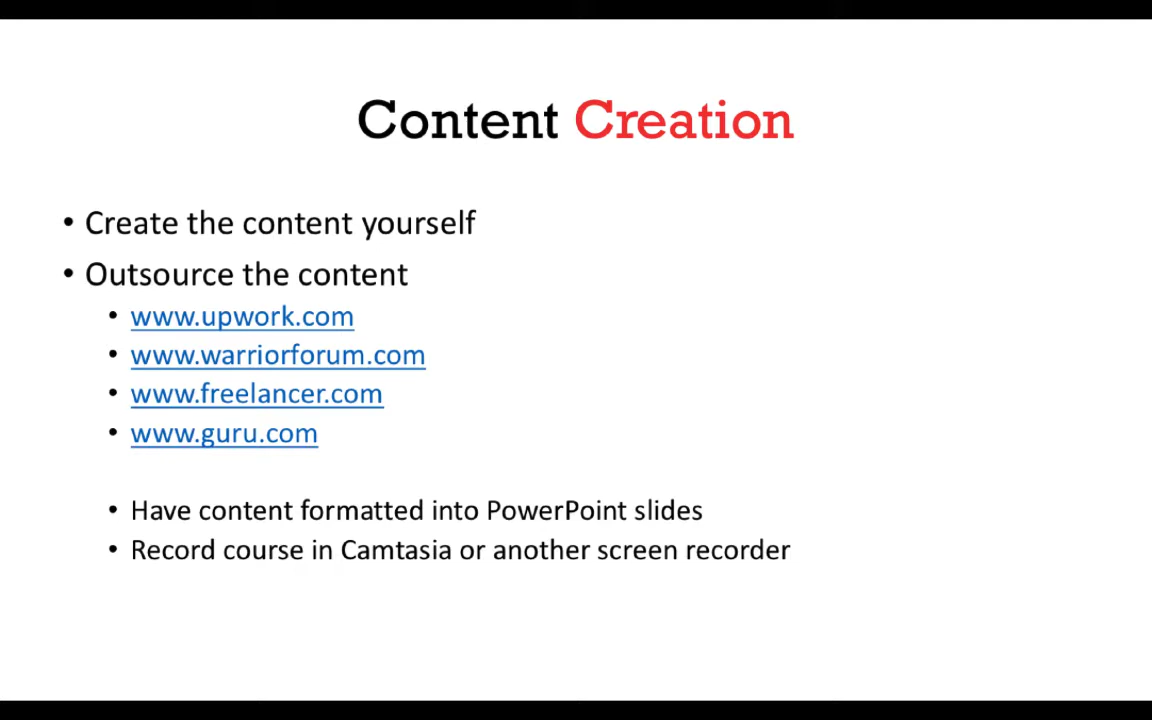 Content Creation
• Create the content yourself
• Outsource the content
• www.upwork.com
• www.warriorforum.com
• www.freelancer.com
• www.guru.com
• Have content formatted into PowerPoint slides
• Record course in Camtasia or another screen recorder